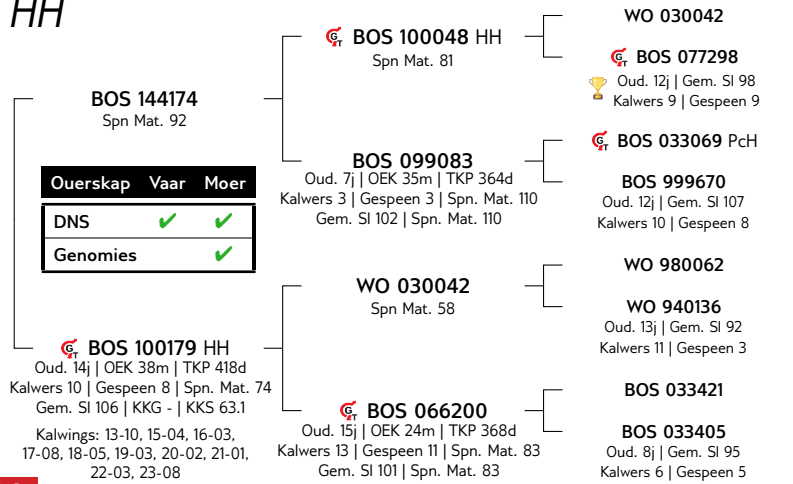 HH
BOS 144174
Spn Mat. 92
Ouerskap Vaar Moer
DNS ✔ ✔
Genomies ✔
GT BOS 100179 HH
Oud. 14j | OEK 38m | TKP 418d
Kalwers 10 | Gespeen 8 | Spn. Mat. 74
Gem. SI 106 | KKG - | KKS 63.1
Kalwings: 13-10, 15-04, 16-03,
17-08, 18-05, 19-03, 20-02, 21-01,
22-03, 23-08
GT BOS 100048 HH
Spn Mat. 81
BOS 099083
Oud. 7j | OEK 35m | TKP 364d
Kalwers 3 | Gespeen 3 | Spn. Mat. 110
Gem. SI 102 | Spn. Mat. 110
WO 030042
Spn Mat. 58
GT BOS 066200
Oud. 15j | OEK 24m | TKP 368d
Kalwers 13 | Gespeen 11 | Spn. Mat. 83
Gem. SI 101 | Spn. Mat. 83
WO 030042
GT BOS 077298
Oud. 12j | Gem. SI 98
Kalwers 9 | Gespeen 9
GT BOS 033069 PcH
BOS 999670
Oud. 12j | Gem. SI 107
Kalwers 10 | Gespeen 8
WO 980062
WO 940136
Oud. 13j | Gem. SI 92
Kalwers 11 | Gespeen 3
BOS 033421
BOS 033405
Oud. 8j | Gem. SI 95
Kalwers 6 | Gespeen 5